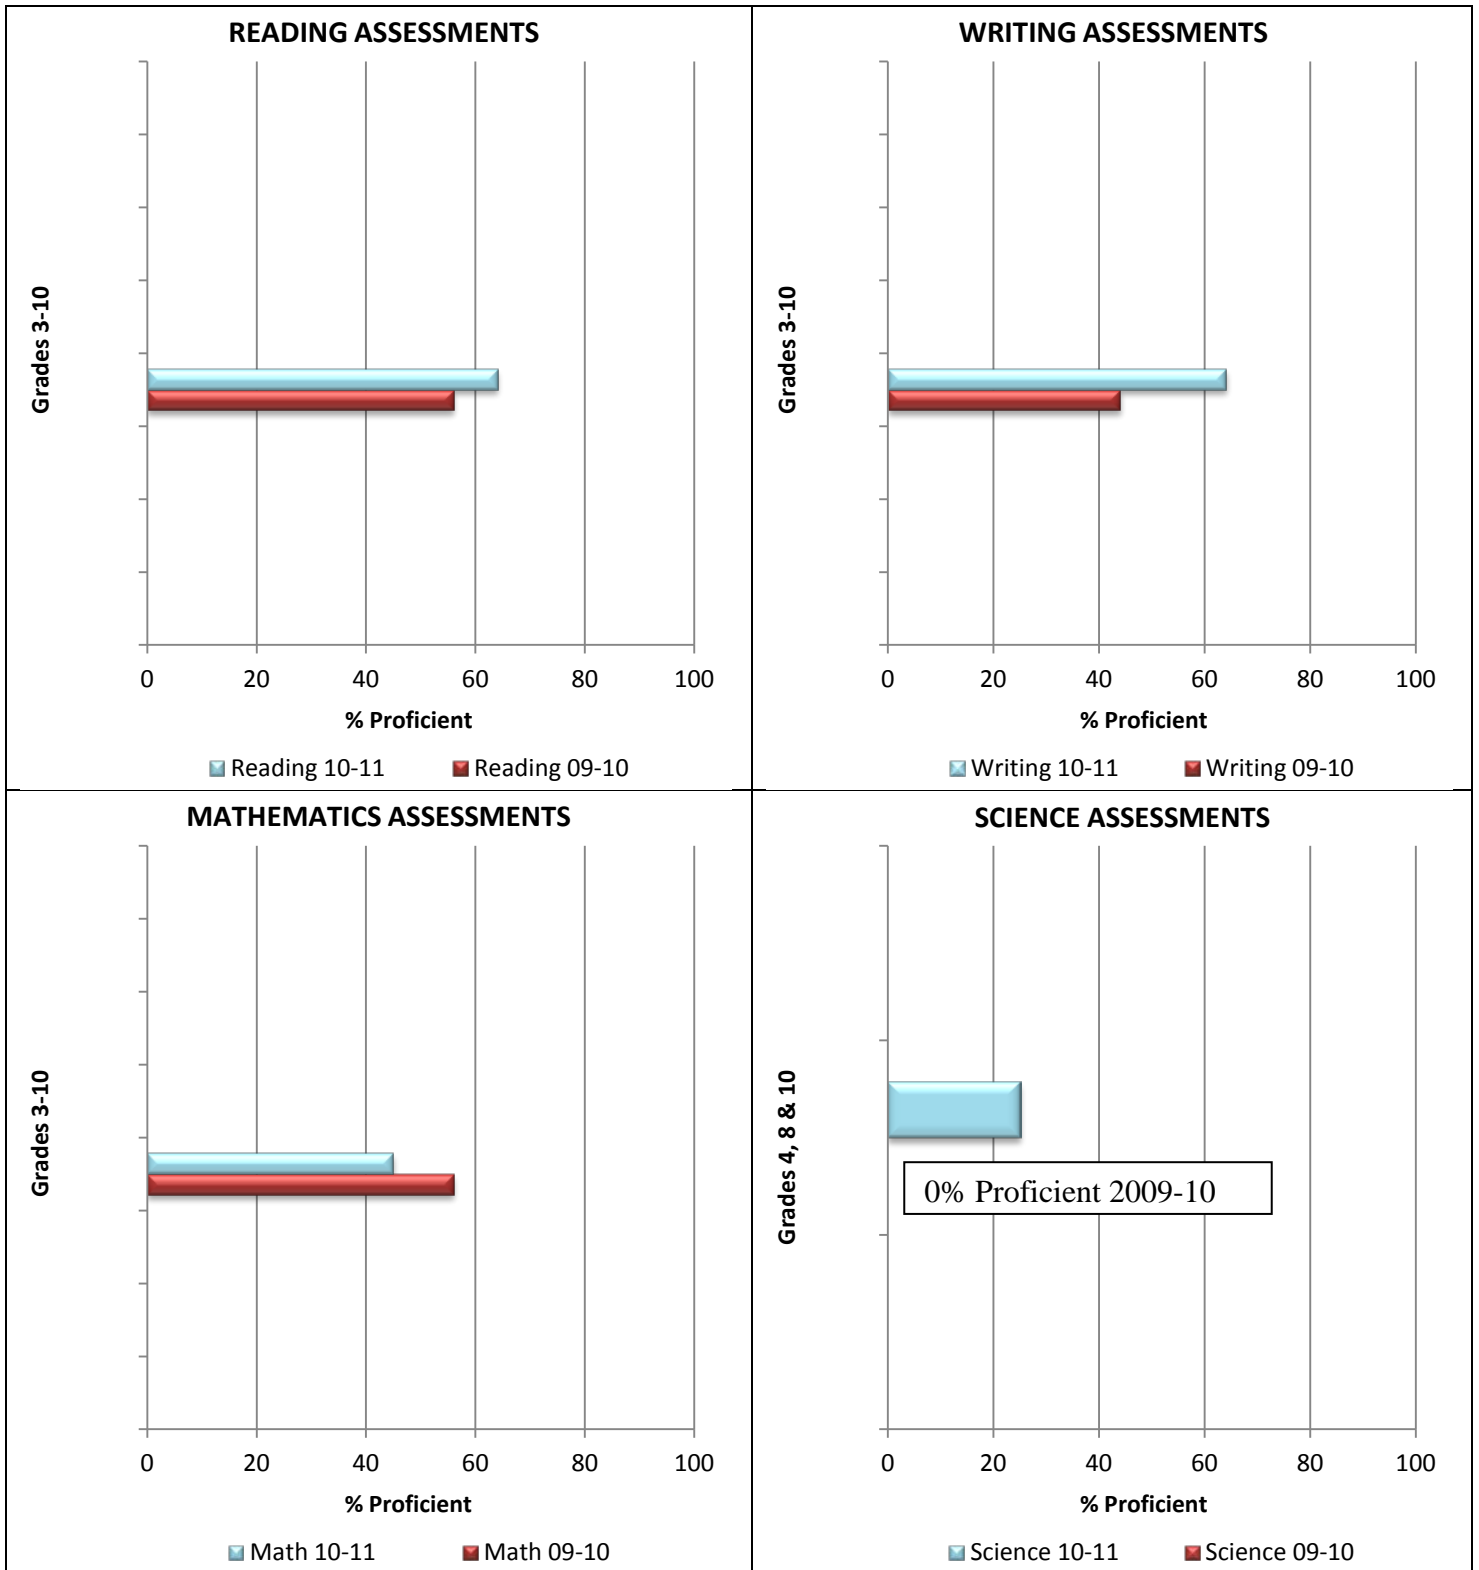 READING ASSESSMENTS
Grades 3-10
0 20 40 60 80 100
% Proficient
Reading 10-11 Reading 09-10
WRITING ASSESSMENTS
Grades 3-10
0 20 40 60 80 100
% Proficient
Writing 10-11 Writing 09-10
MATHEMATICS ASSESSMENTS
Grades 3-10
0 20 40 60 80 100
% Proficient
Math 10-11 Math 09-10
SCIENCE ASSESSMENTS
Grades 4, 8 & 10
0% Proficient 2009-10
0 20 40 60 80 100
% Proficient
Science 10-11 Science 09-10